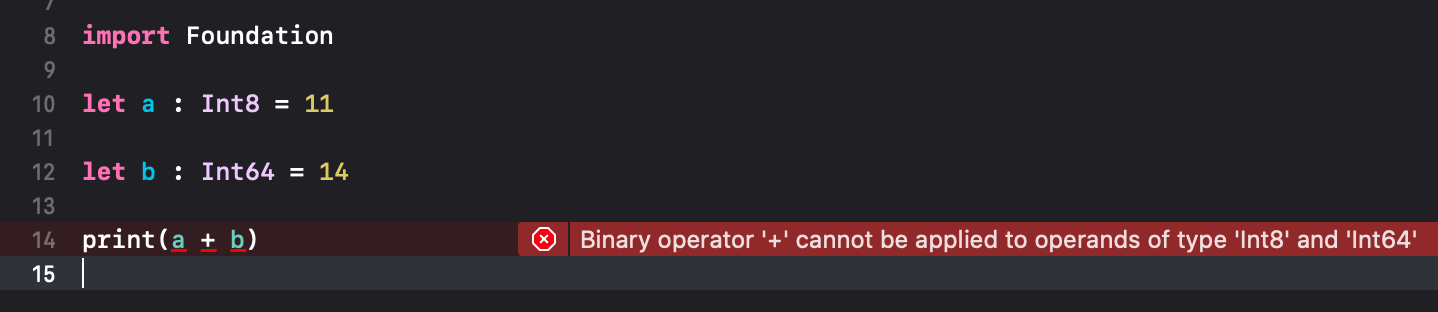 7
8 import Foundation
9
10 let a : Int8 = 11
11
12 let b : Int64 = 14
13
14 print(a + b) Binary operator '+' cannot be applied to operands of type 'Int8' and 'Int64'
15